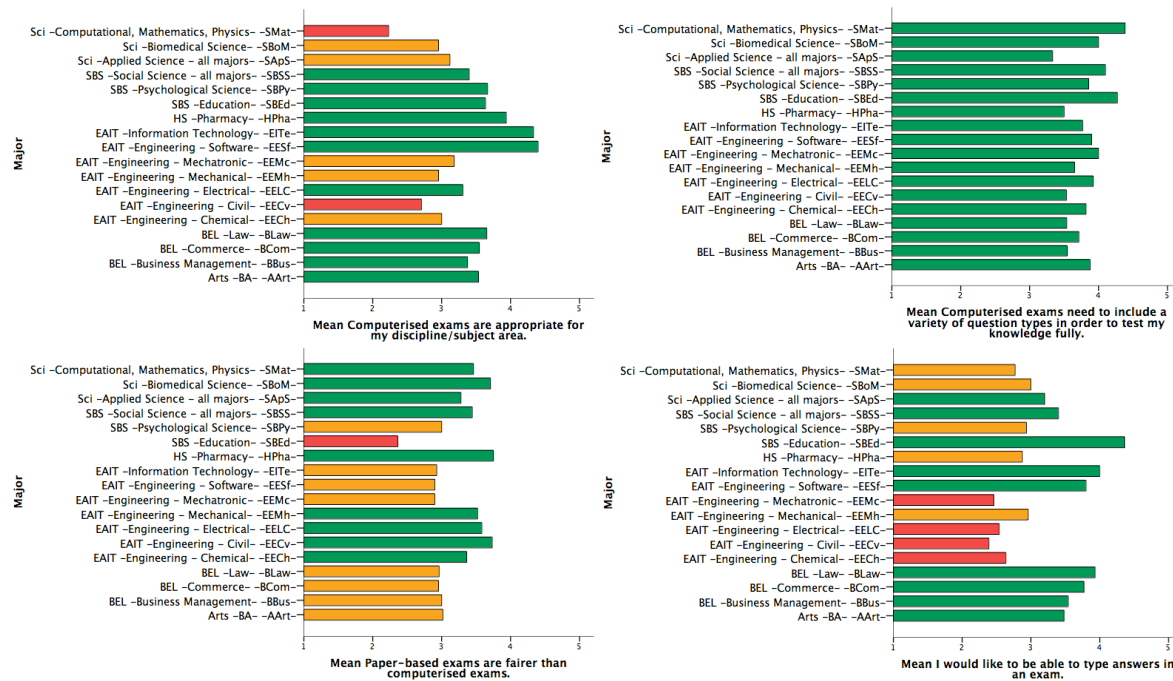 Major
Sci -Computational, Mathematics, Physics- -SMat-
Sci -Biomedical Science- -SBoM-
Sci -Applied Science - all majors- -SApS-
SBS -Social Science - all majors- -SBSS-
SBS -Psychological Science- -SBPy-
SBS -Education- -SBEd-
HS -Pharmacy- -HPha-
EAIT -Information Technology- -EITe-
EAIT -Engineering - Software- -EESf-
EAIT -Engineering - Mechatronic- -EEMc-
EAIT -Engineering - Mechanical- -EEMh-
EAIT -Engineering - Electrical- -EELC-
EAIT -Engineering - Civil- -EECv-
EAIT -Engineering - Chemical- -EECh-
BEL -Law- -BLaw-
BEL -Commerce- -BCom-
BEL -Business Management- -BBus-
Arts -BA- -AArt-
1 2 3 4 5
Mean Computerised exams are appropriate for
my discipline/subject area.
Major
Sci -Computational, Mathematics, Physics- -SMat-
Sci -Biomedical Science- -SBoM-
Sci -Applied Science - all majors- -SApS-
SBS -Social Science - all majors- -SBSS-
SBS -Psychological Science- -SBPy-
SBS -Education- -SBEd-
HS -Pharmacy- -HPha-
EAIT -Information Technology- -EITe-
EAIT -Engineering - Software- -EESf-
EAIT -Engineering - Mechatronic- -EEMc-
EAIT -Engineering - Mechanical- -EEMh-
EAIT -Engineering - Electrical- -EELC-
EAIT -Engineering - Civil- -EECv-
EAIT -Engineering - Chemical- -EECh-
BEL -Law- -BLaw-
BEL -Commerce- -BCom-
BEL -Business Management- -BBus-
Arts -BA- -AArt-
1 2 3 4 5
Mean Computerised exams need to include a
variety of question types in order to test my
knowledge fully.
Major
Sci -Computational, Mathematics, Physics- -SMat-
Sci -Biomedical Science- -SBoM-
Sci -Applied Science - all majors- -SApS-
SBS -Social Science - all majors- -SBSS-
SBS -Psychological Science- -SBPy-
SBS -Education- -SBEd-
HS -Pharmacy- -HPha-
EAIT -Information Technology- -EITe-
EAIT -Engineering - Software- -EESf-
EAIT -Engineering - Mechatronic- -EEMc-
EAIT -Engineering - Mechanical- -EEMh-
EAIT -Engineering - Electrical- -EELC-
EAIT -Engineering - Civil- -EECv-
EAIT -Engineering - Chemical- -EECh-
BEL -Law- -BLaw-
BEL -Commerce- -BCom-
BEL -Business Management- -BBus-
Arts -BA- -AArt-
1 2 3 4 5
Mean Paper-based exams are fairer than
computerised exams.
Major
Sci -Computational, Mathematics, Physics- -SMat-
Sci -Biomedical Science- -SBoM-
Sci -Applied Science - all majors- -SApS-
SBS -Social Science - all majors- -SBSS-
SBS -Psychological Science- -SBPy-
SBS -Education- -SBEd-
HS -Pharmacy- -HPha-
EAIT -Information Technology- -EITe-
EAIT -Engineering - Software- -EESf-
EAIT -Engineering - Mechatronic- -EEMc-
EAIT -Engineering - Mechanical- -EEMh-
EAIT -Engineering - Electrical- -EELC-
EAIT -Engineering - Civil- -EECv-
EAIT -Engineering - Chemical- -EECh-
BEL -Law- -BLaw-
BEL -Commerce- -BCom-
BEL -Business Management- -BBus-
Arts -BA- -AArt-
1 2 3 4 5
Mean I would like to be able to type answers in
an exam.